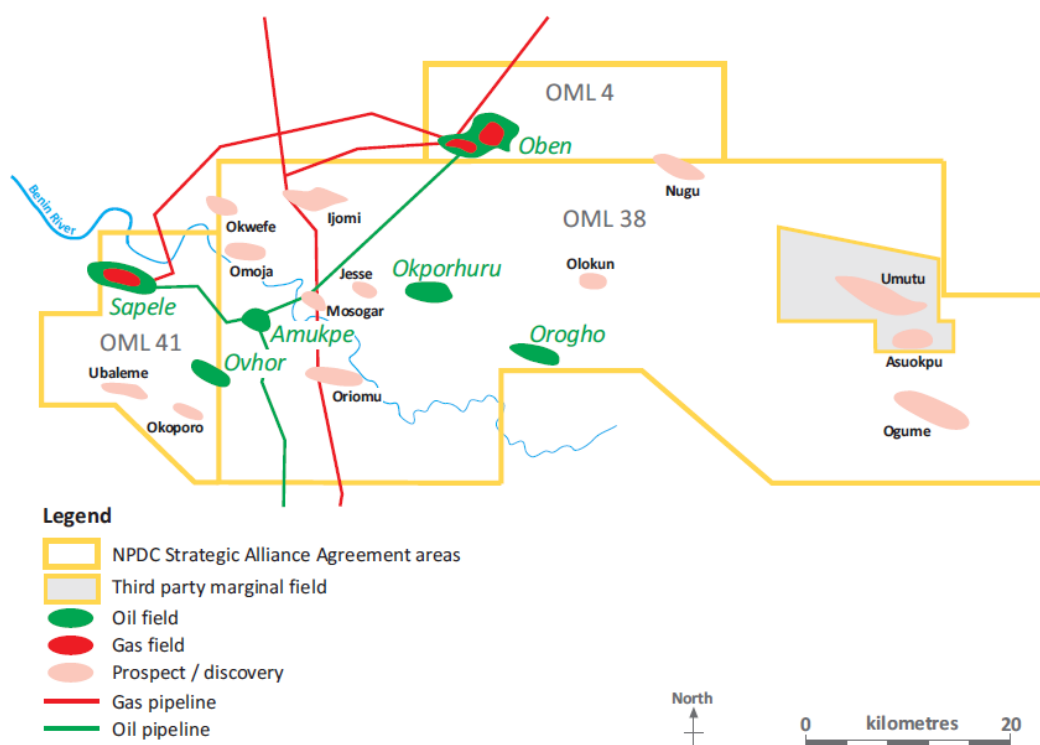 OML 4
Oben
Nugu
Benin River
Okwefe
Ijomi
OML 38
Omoja
Jesse
Okporhuru
Olokun
Umutu
Sapele
Mosogar
Amukpe
OML 41
Ovhor
Orogho
Asuokpu
Ubaleme
Oriomu
Okoporo
Ogume
Legend
NPDC Strategic Alliance Agreement areas
Third party marginal field
Oil field
Gas field
Prospect / discovery
Gas pipeline
Oil pipeline
North
0 kilometres 20